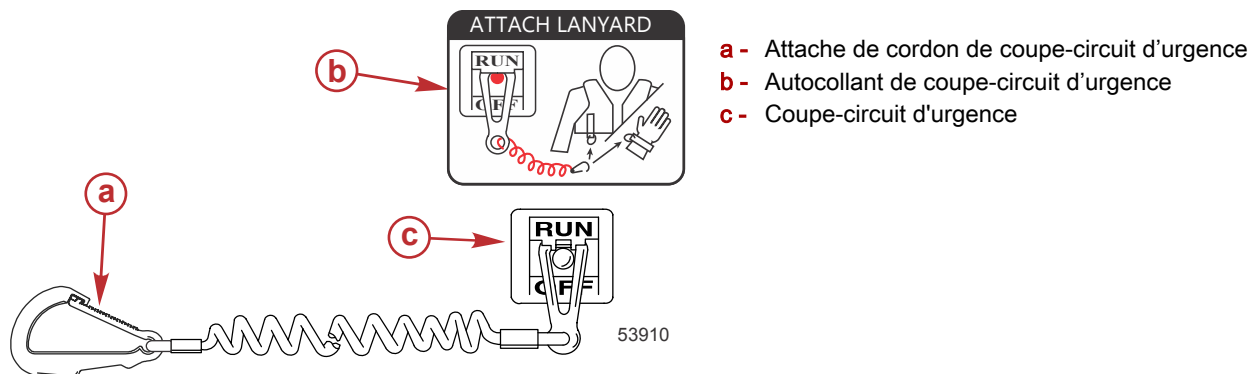 ATTACH LANYARD
RUN
OFF
b
a - Attache de cordon de coupe-circuit d’urgence
b - Autocollant de coupe-circuit d’urgence
c - Coupe-circuit d'urgence
a
c
RUN
OFF
53910